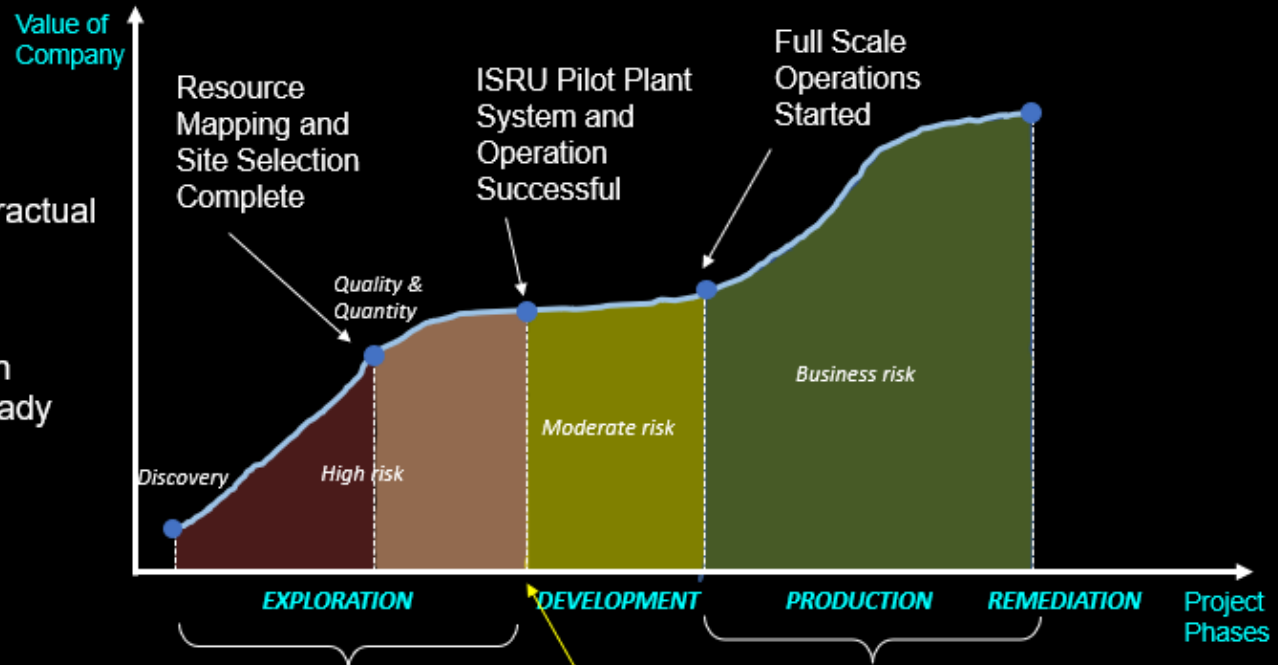 Value of
Company
Resource
Mapping and
Site Selection
Complete
ISRU Pilot Plant
System and
Operation
Successful
Full Scale
Operations
Started
ractual
Quality &
Quantity
n
ady
Business risk
Moderate risk
Discovery
High risk
EXPLORATION
DEVELOPMENT
PRODUCTION
REMEDIATION
Project
Phases